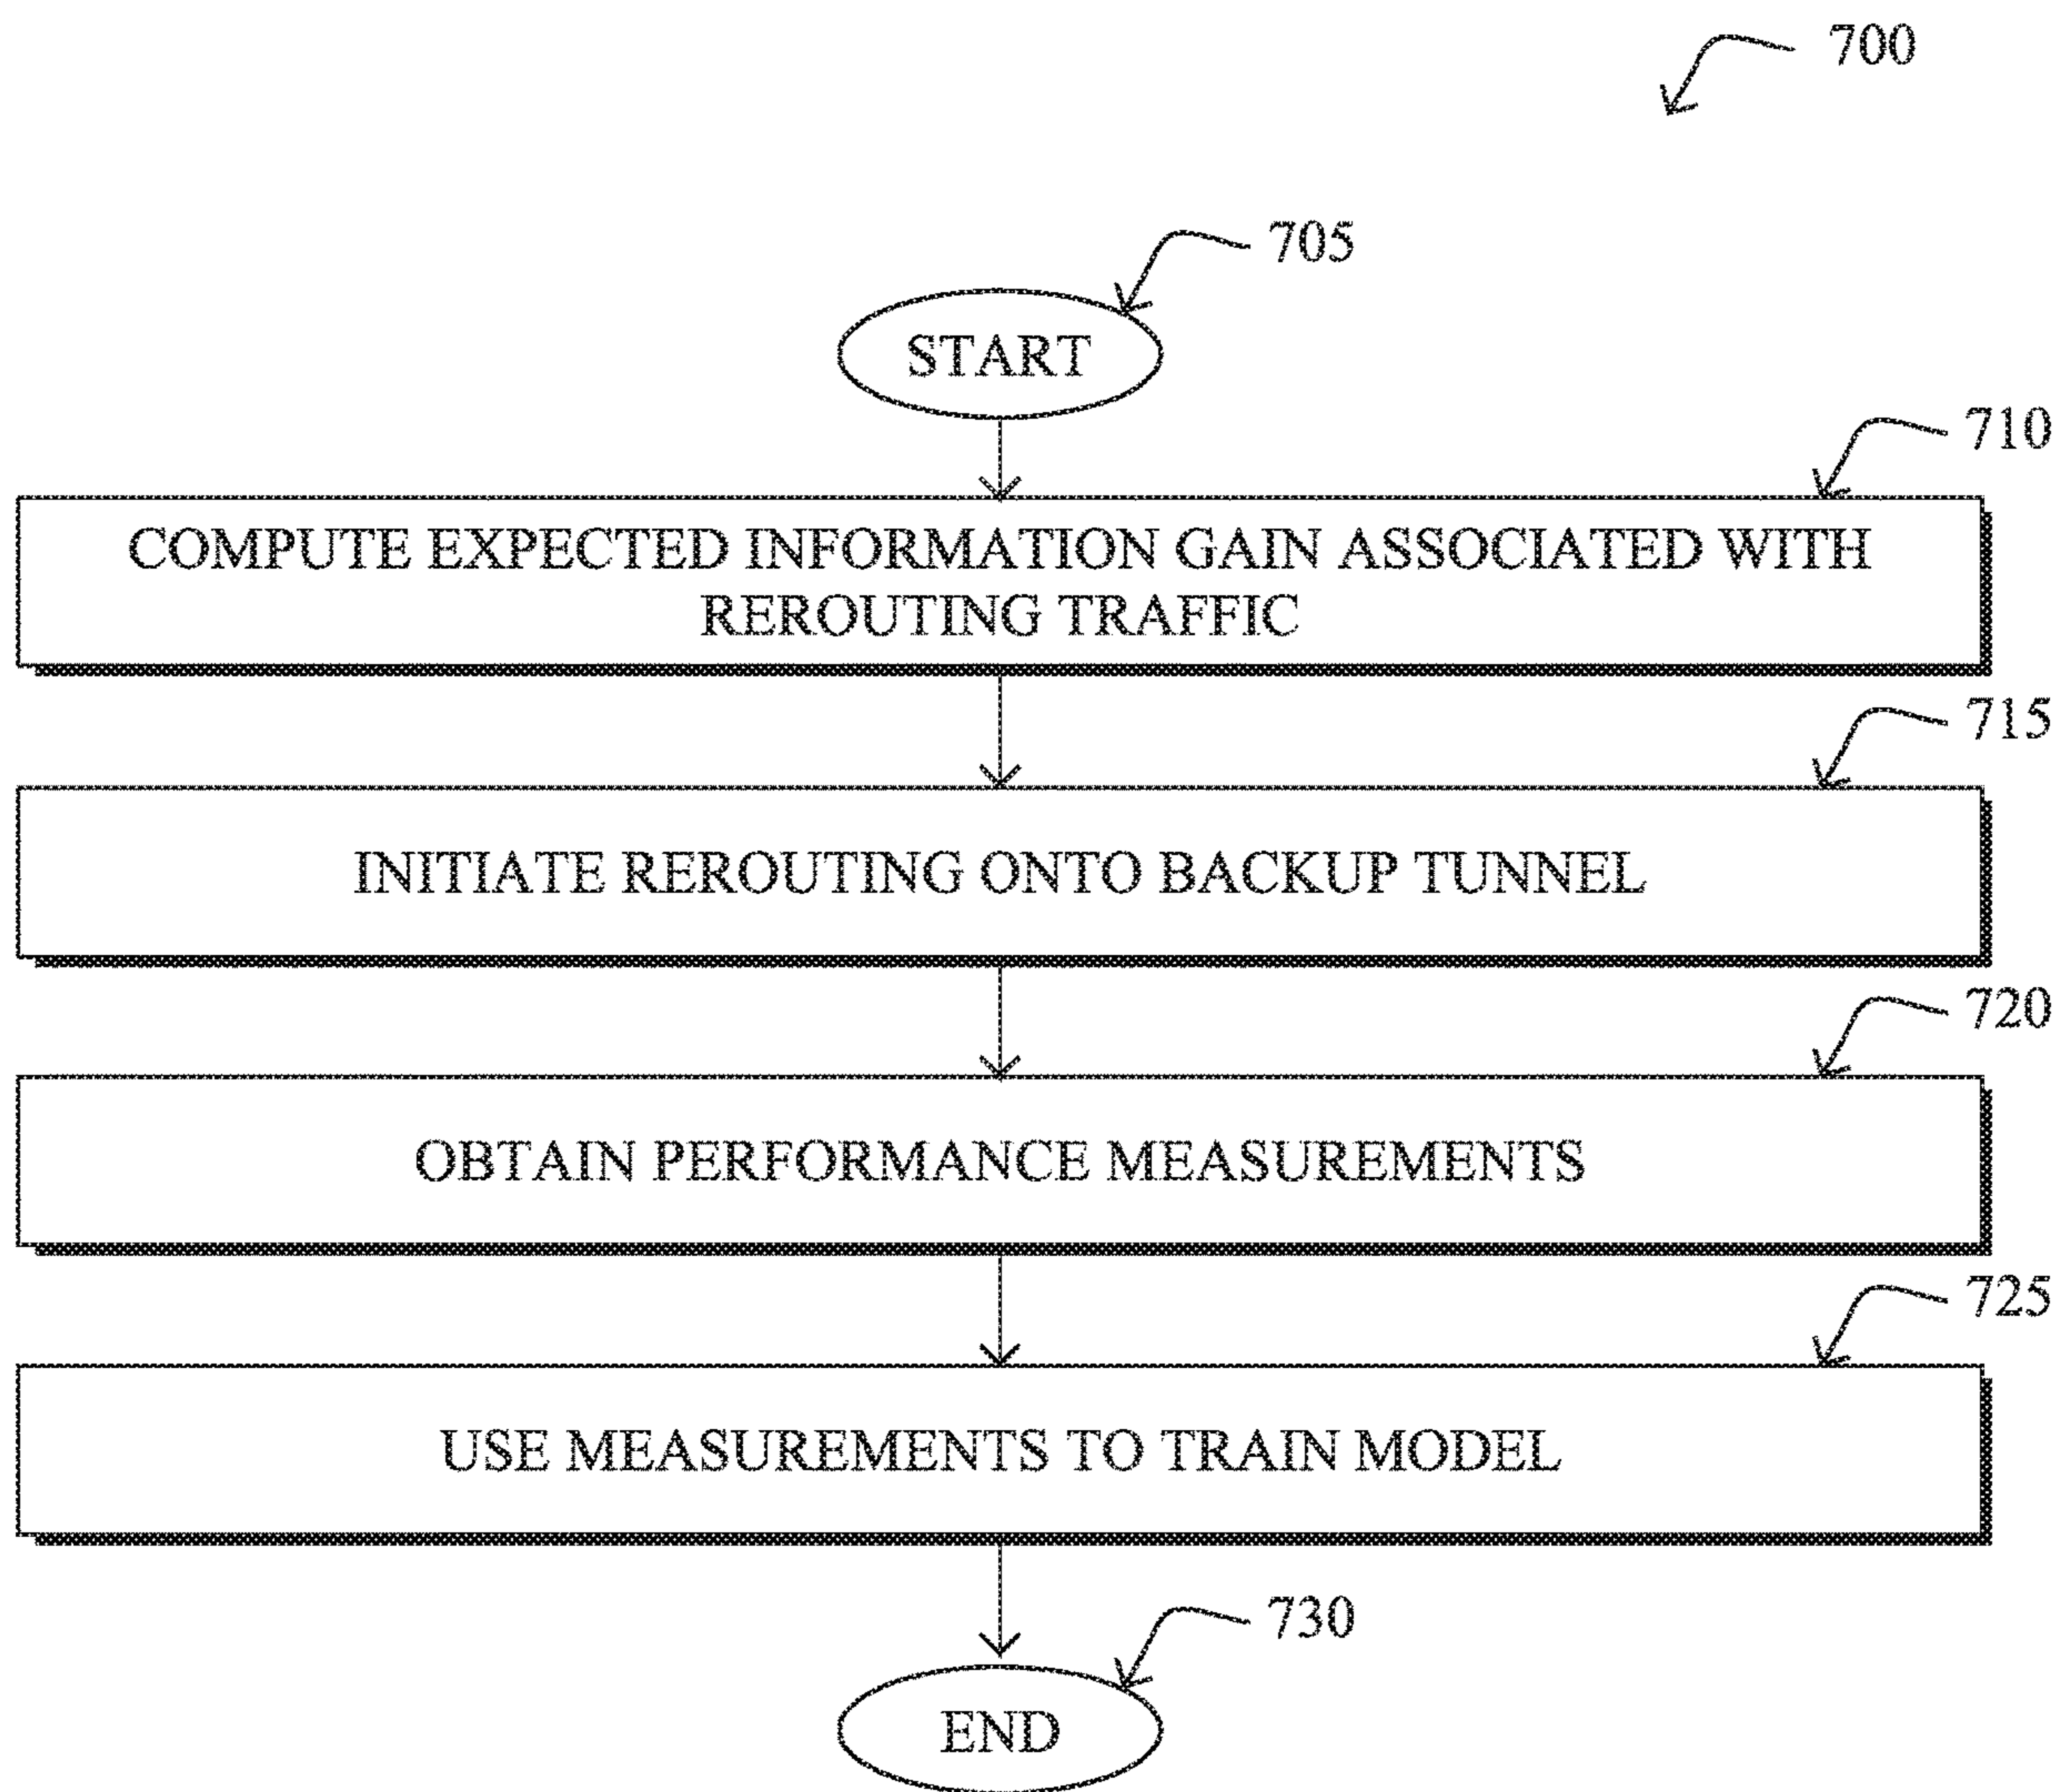 700
705
START
710
COMPUTE EXPECTED INFORMATION GAIN ASSOCIATED WITH
REROUTING TRAFFIC
715
INITIATE REROUTING ONTO BACKUP TUNNEL
720
OBTAIN PERFORMANCE MEASUREMENTS
725
USE MEASUREMENTS TO TRAIN MODEL
730
END